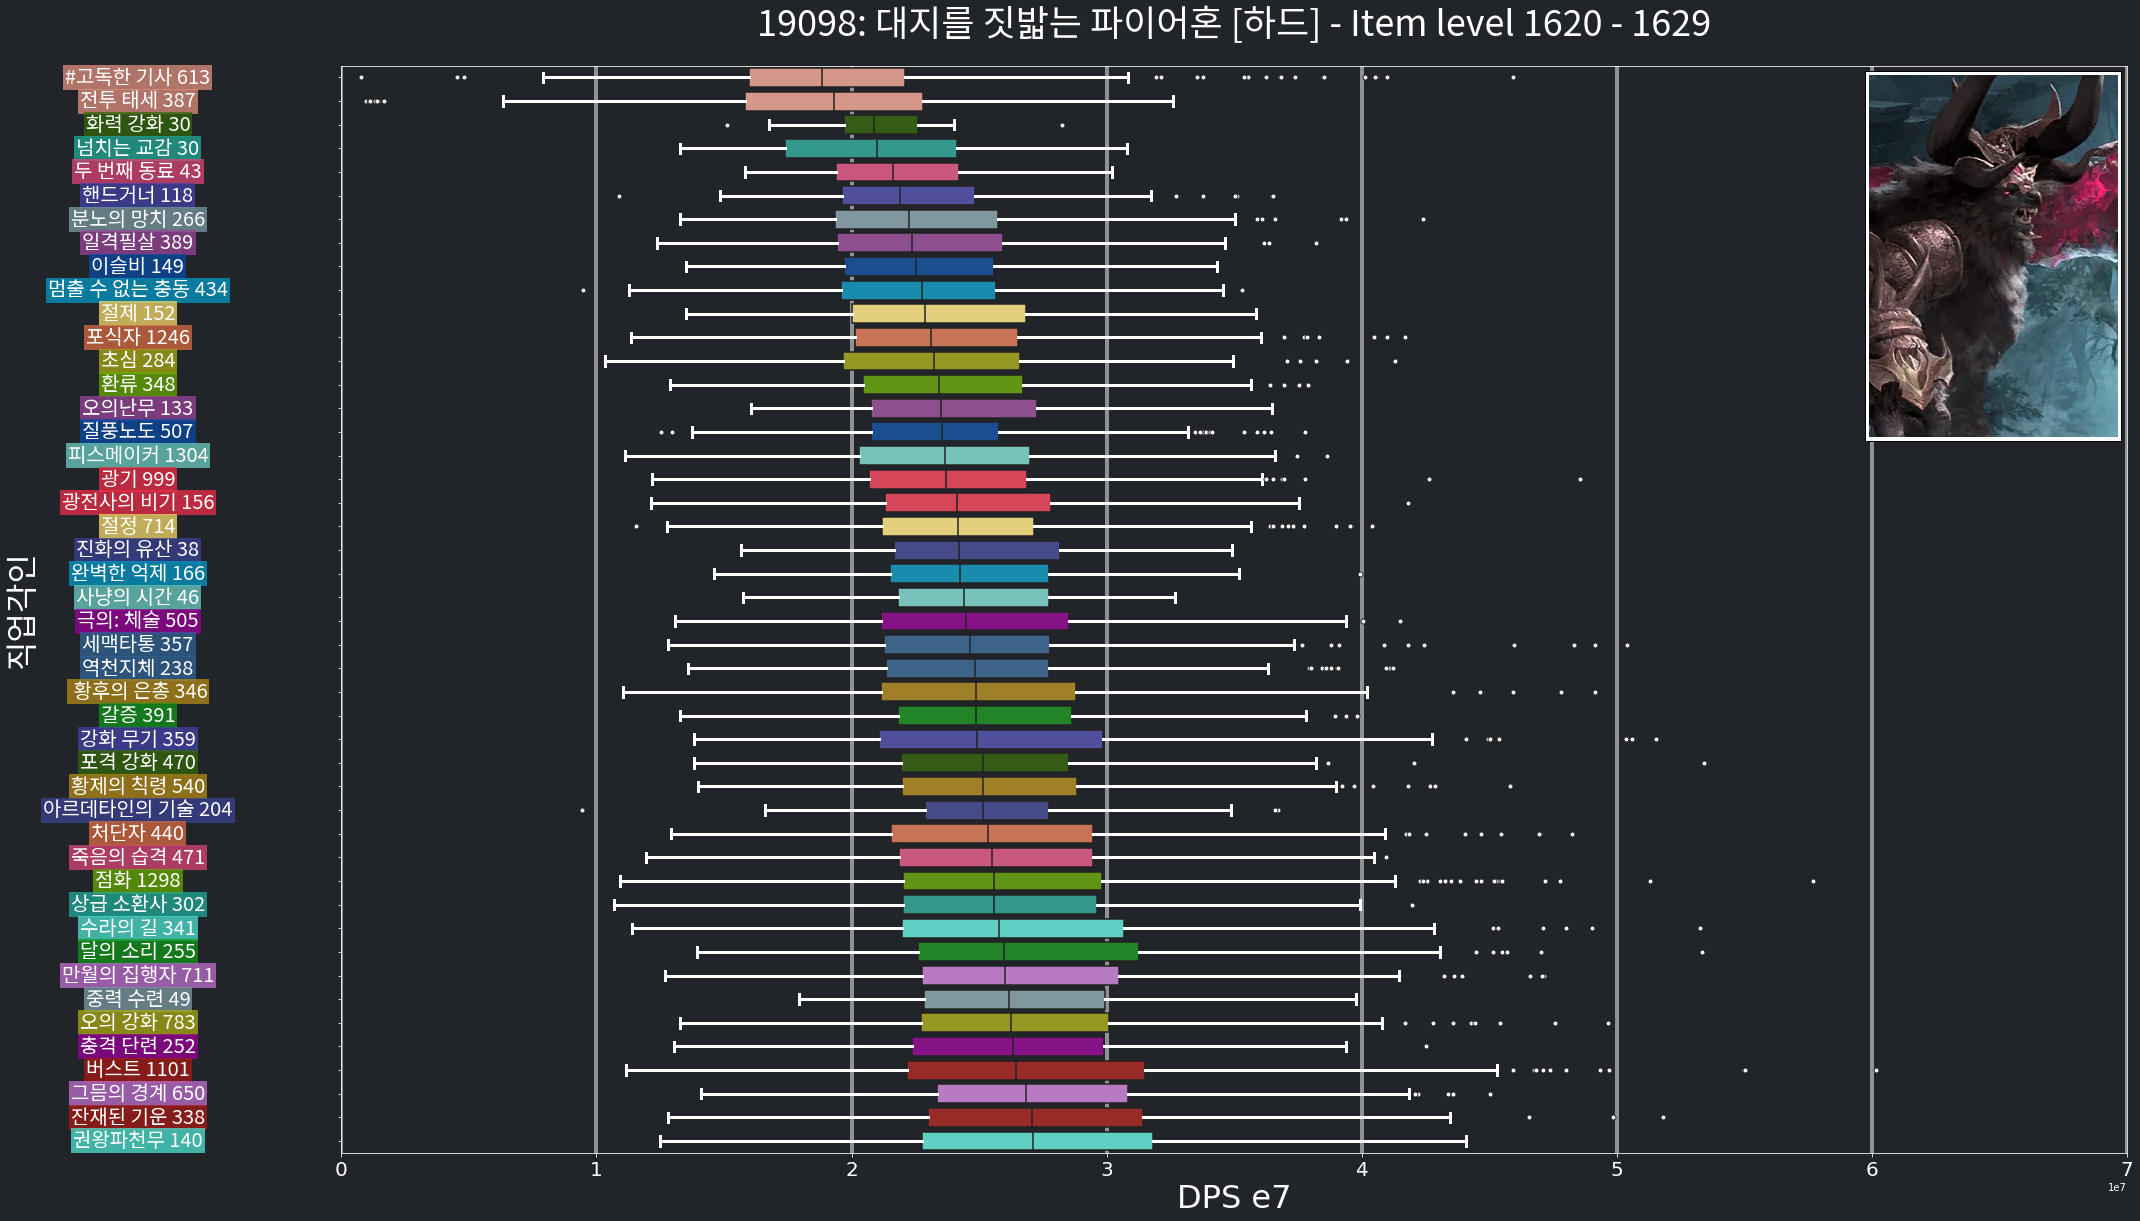 19098: 대지를 짓밟는 파이어혼 [하드] - Item level 1620 - 1629
#고독한 기사 613
전투 태세 387
화력 강화 30
넘치는 교감 30
두 번째 동료 43
핸드거너 118
분노의 망치 266
일격필살 389
이슬비 149
멈출 수 없는 충동 434
절제 152
포식자 1246
초심 284
환류 348
오의난무 133
질풍노도 507
피스메이커 1304
광기 999
광전사의 비기 156
절정 714
진화의 유산 38
완벽한 억제 166
사냥의 시간 46
극의: 체술 505
세맥타통 357
역천지체 238
황후의 은총 346
갈증 391
강화 무기 359
포격 강화 470
황제의 칙령 540
아르데타인의 기술 204
처단자 440
죽음의 습격 471
점화 1298
상급 소환사 302
수라의 길 341
달의 소리 255
만월의 집행자 711
중력 수련 49
오의 강화 783
충격 단련 252
버스트 1101
그믐의 경계 650
잔재된 기운 338
권왕파천무 140
직업각인
0 1 2 3 4 5 6 7
1e7
DPS e7